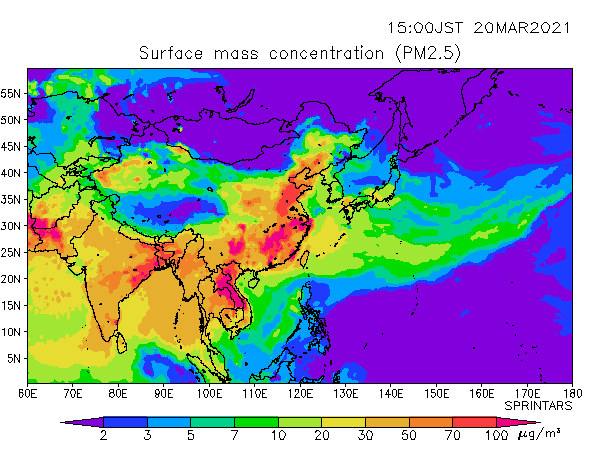 15:00JST 20MAR2021
Surface mass concentration (PM2.5)
55N
50N
45N
40N
35N
30N
25N
20N
15N
10N
5N
60E 70E 80E 90E 100E 110E 120E 130E 140E 150E 160E 170E 180
SPRINTARS
2 3 5 7 10 20 30 50 70 100 μg/m³